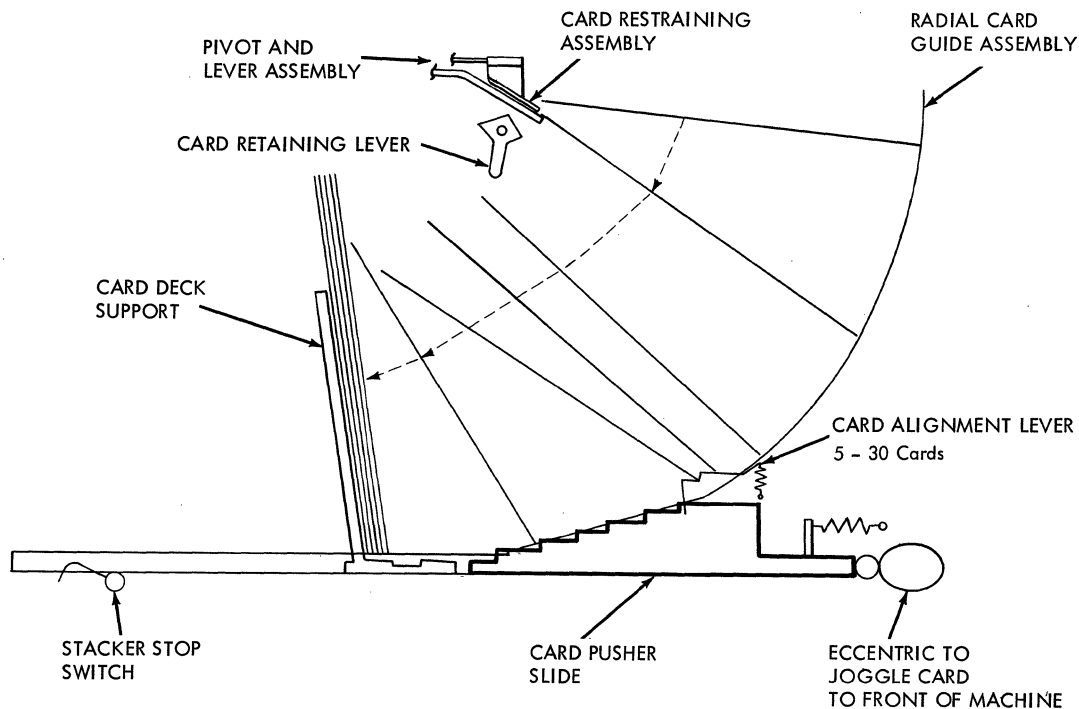 CARD RESTRAINING
ASSEMBLY
RADIAL CARD
GUIDE ASSEMBLY
PIVOT AND
LEVER ASSEMBLY
CARD RETAINING LEVER
CARD DECK
SUPPORT
CARD ALIGNMENT LEVER
5 - 30 Cards
STACKER STOP
SWITCH
CARD PUSHER
SLIDE
ECCENTRIC TO
JOGGLE CARD
TO FRONT OF MACHINE